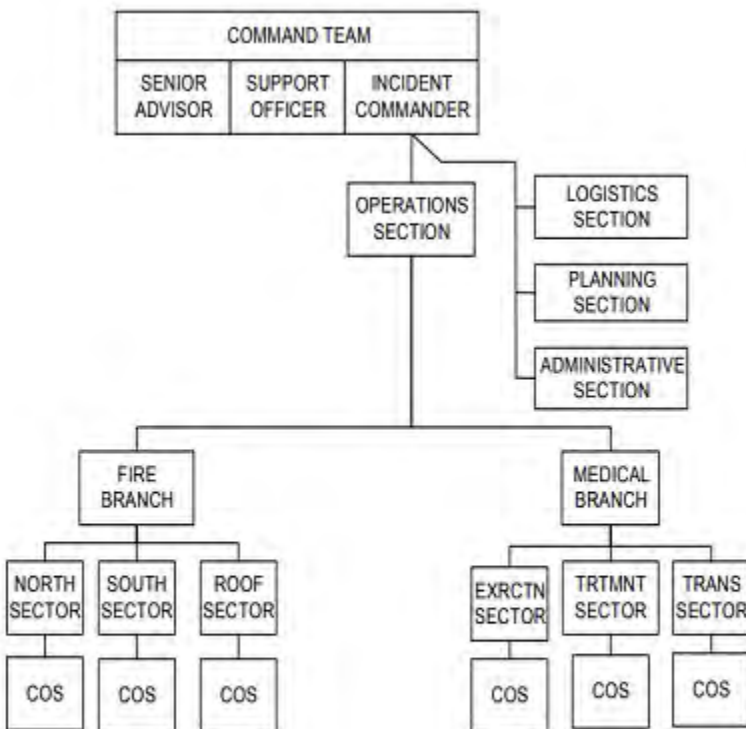 COMMAND TEAM
SENIOR
ADVISOR
SUPPORT
OFFICER
INCIDENT
COMMANDER
OPERATIONS
SECTION
LOGISTICS
SECTION
PLANNING
SECTION
ADMINISTRATIVE
SECTION
FIRE
BRANCH
MEDICAL
BRANCH
NORTH
SECTOR
SOUTH
SECTOR
ROOF
SECTOR
EXRCTN
SECTOR
TRTMNT
SECTOR
TRANS
SECTOR
COS
COS
COS
COS
COS
COS